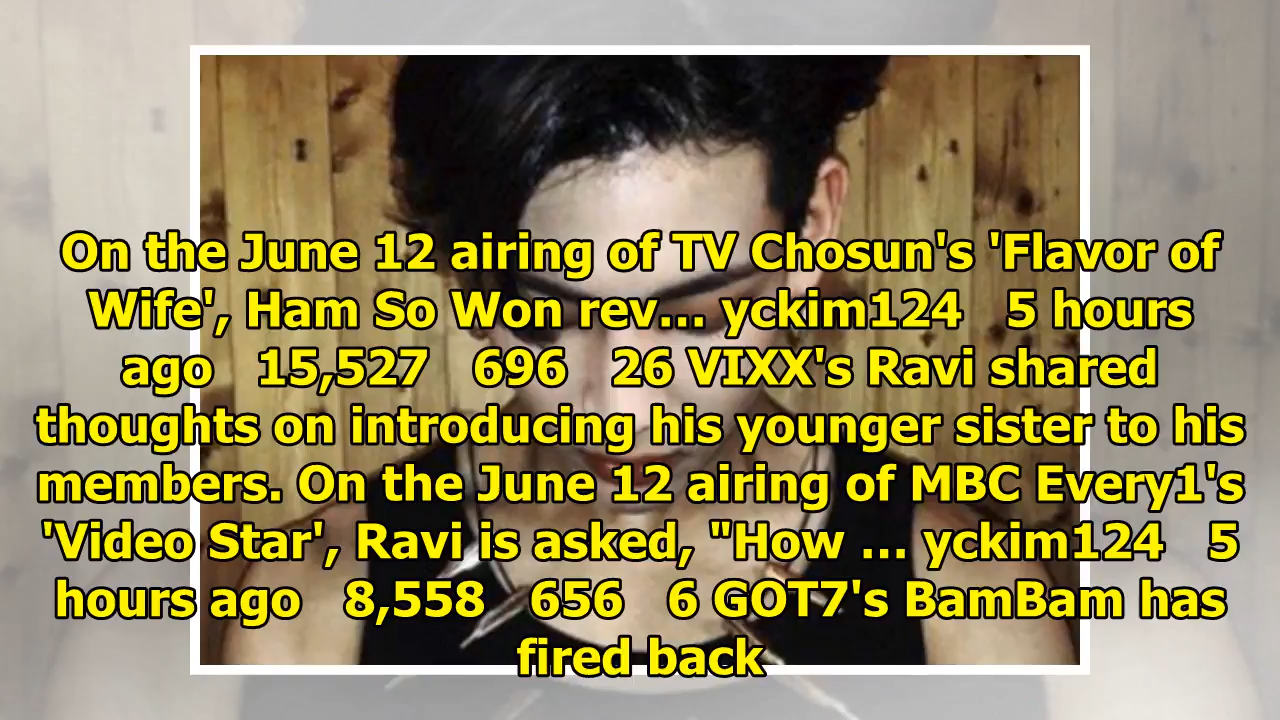 On the June 12 airing of TV Chosun's 'Flavor of
Wife', Ham So Won rev... yckim124 5 hours
ago 15,527 696 26 VIXX's Ravi shared
thoughts on introducing his younger sister to his
members. On the June 12 airing of MBC Every1's
'Video Star', Ravi is asked, "How ... yckim124 5
hours ago 8,558 656 6 GOT7's BamBam has
fired back